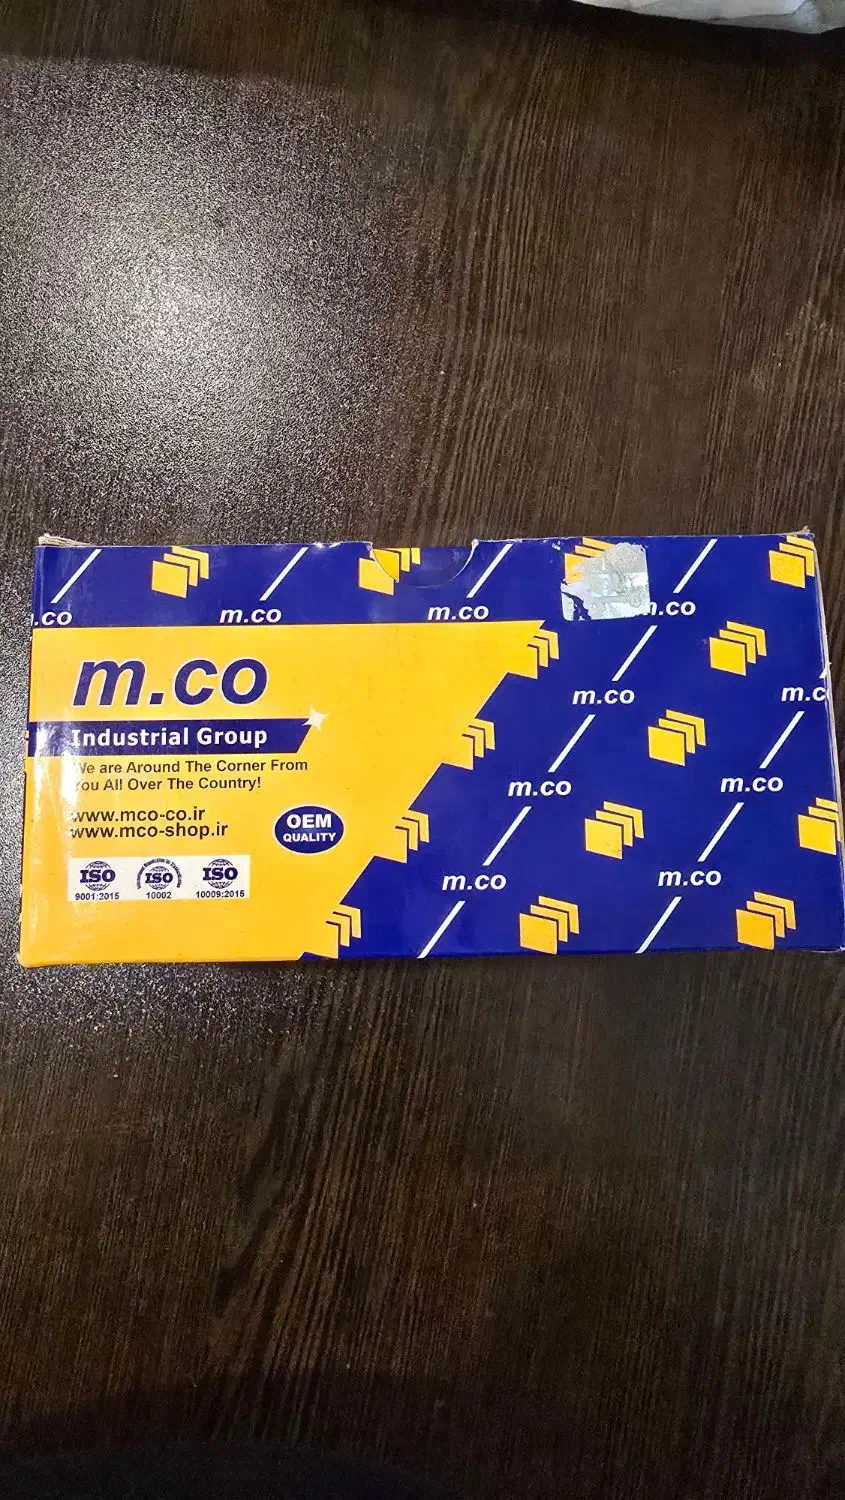 m.co
m.co
m.co
m.co
Industrial Group
We are Around The Corner From
You All Over The Country!
www.mco-co.ir
www.mco-shop.ir
OEM
QUALITY
ISO
9001:2015
ISO
10002
ISO
10009:2015
m.co
m.co
m.co
m.co
m.co
m.co